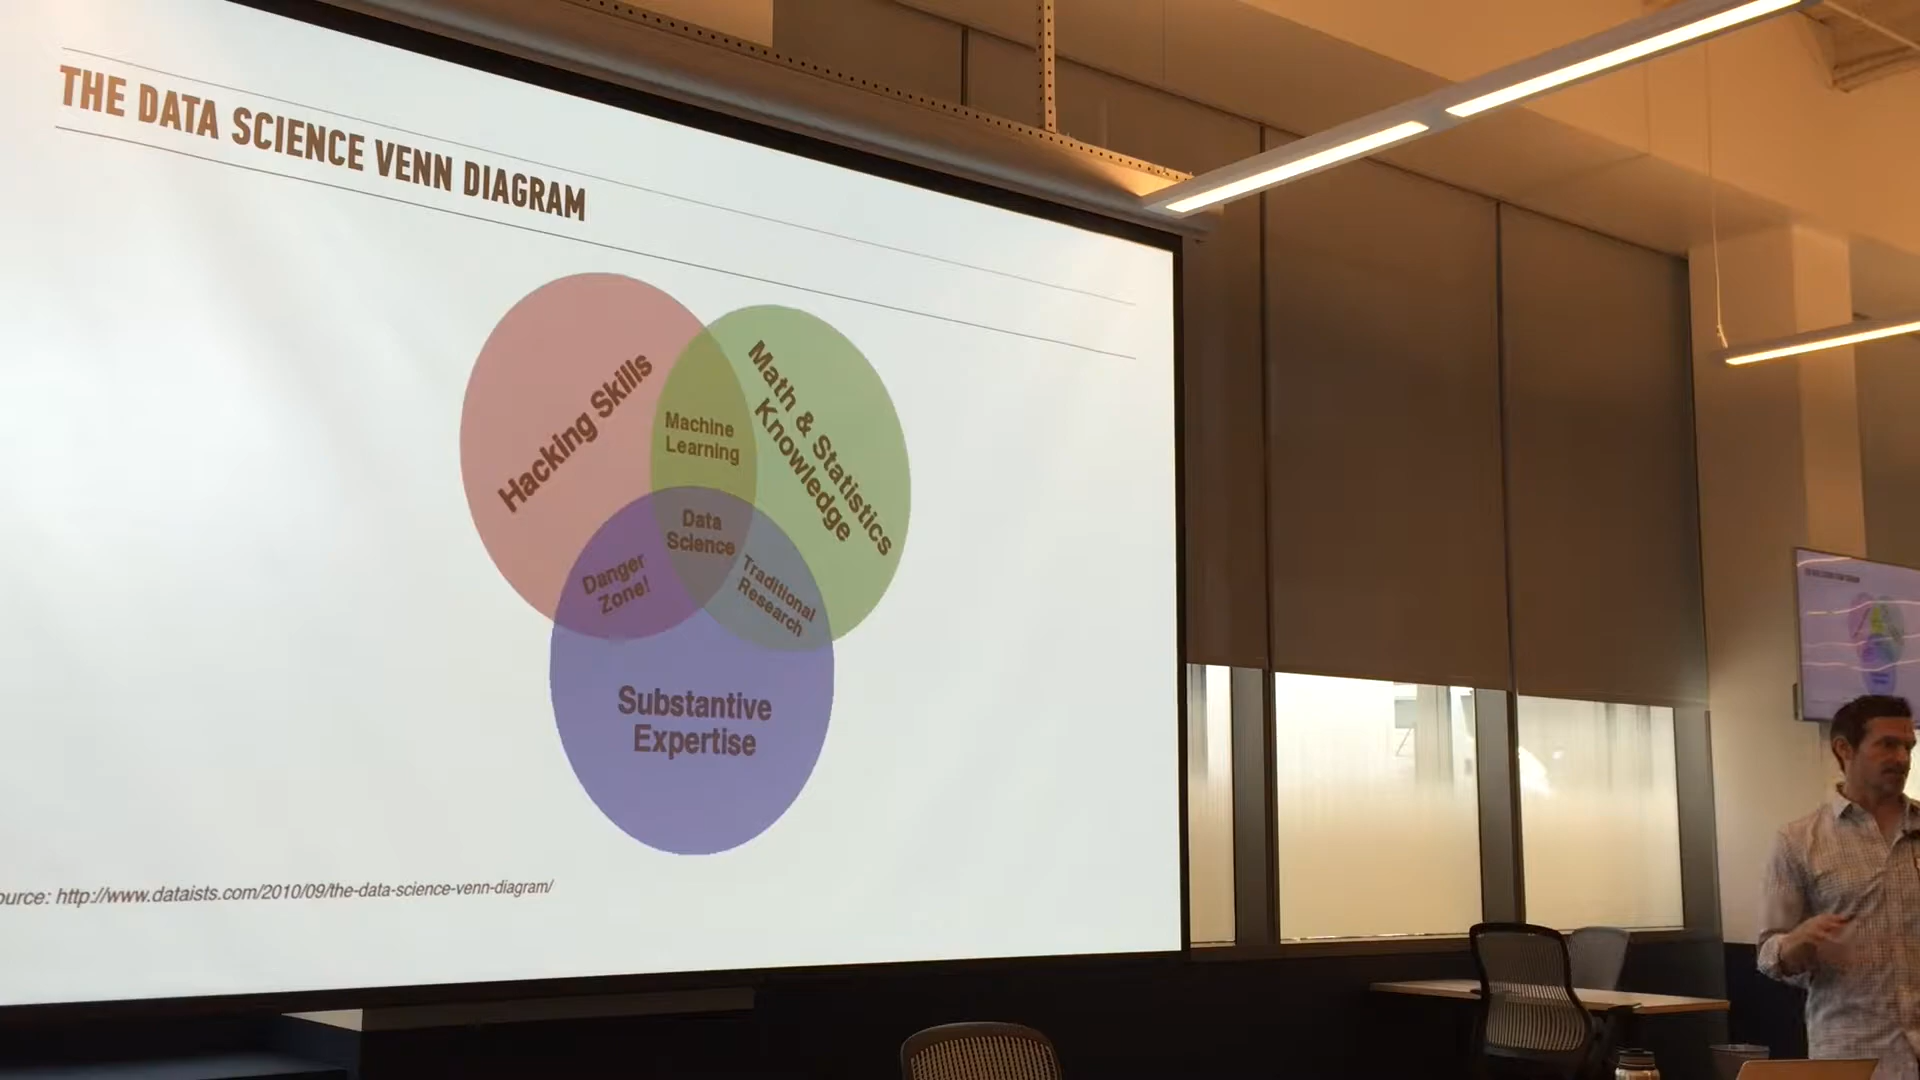 THE DATA SCIENCE VENN DIAGRAM
Hacking Skills
Math & Statistics
Knowledge
Machine
Learning
Data
Science
Danger
Zone!
Traditional
Research
Substantive
Expertise
ource: http://www.dataists.com/2010/09/the-data-science-venn-diagram/